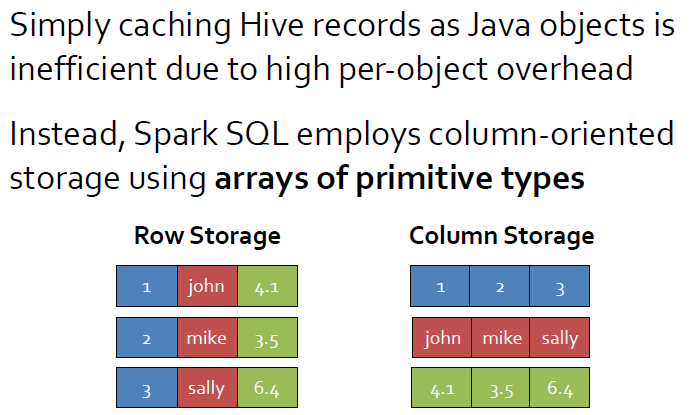 Simply caching Hive records as Java objects is
inefficient due to high per-object overhead
Instead, Spark SQL employs column-oriented
storage using arrays of primitive types
Row Storage
1 john 4.1
2 mike 3.5
3 sally 6.4
Column Storage
1 2 3
john mike sally
4.1 3.5 6.4